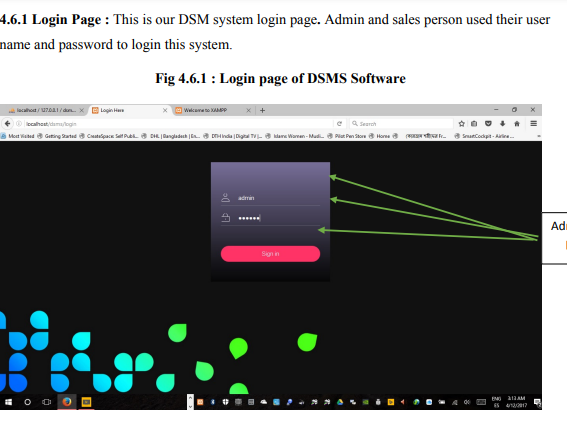 4.6.1 Login Page : This is our DSM system login page. Admin and sales person used their user
name and password to login this system.
Fig 4.6.1 : Login page of DSMS Software
localhost / 127.0.0.1 / dsm... × Login Here × Welcome to XAMPP × +
localhost/dsms/login Search
Most Visited Getting Started CreateSpace: Self Publi... DHL | Bangladesh | En... DTH India | Digital TV |... Mams Women - Musli... Pilot Pen Store Home SmartCockpit - Airline...
admin
••••••
Sign in
Ad
ENG 3:13 AM
ES 4/12/2017